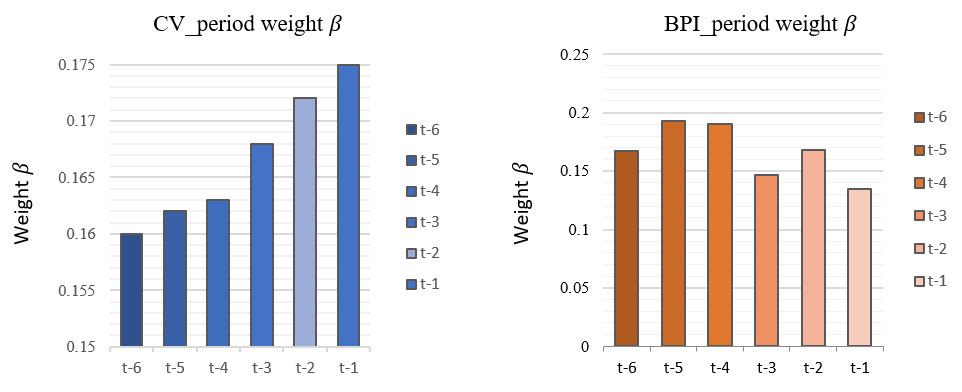 CV_period weight β
0.175
0.17
0.165
0.16
0.155
0.15
Weight β
t-6 t-5 t-4 t-3 t-2 t-1
t-6
t-5
t-4
t-3
t-2
t-1
BPI_period weight β
0.25
0.2
0.15
0.1
0.05
0
Weight β
t-6 t-5 t-4 t-3 t-2 t-1
t-6
t-5
t-4
t-3
t-2
t-1